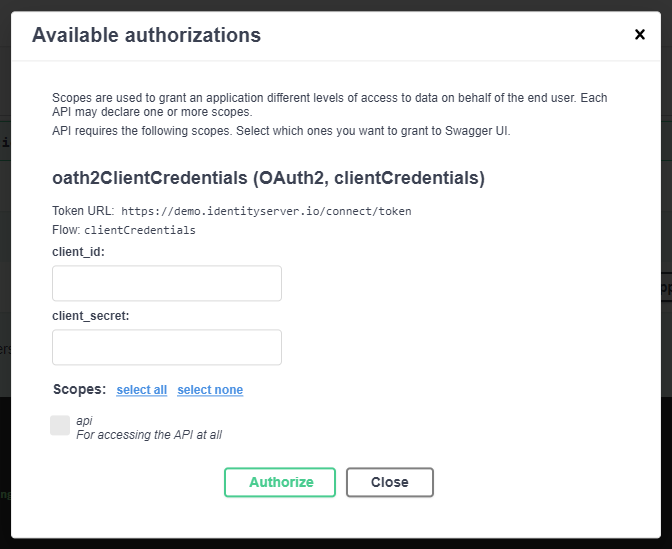 Available authorizations
Scopes are used to grant an application different levels of access to data on behalf of the end user. Each
API may declare one or more scopes.
API requires the following scopes. Select which ones you want to grant to Swagger UI.
oath2ClientCredentials (OAuth2, clientCredentials)
Token URL: https://demo.identityserver.io/connect/token
Flow: clientCredentials
client_id:
client_secret:
Scopes: select all select none
api
For accessing the API at all
Authorize Close